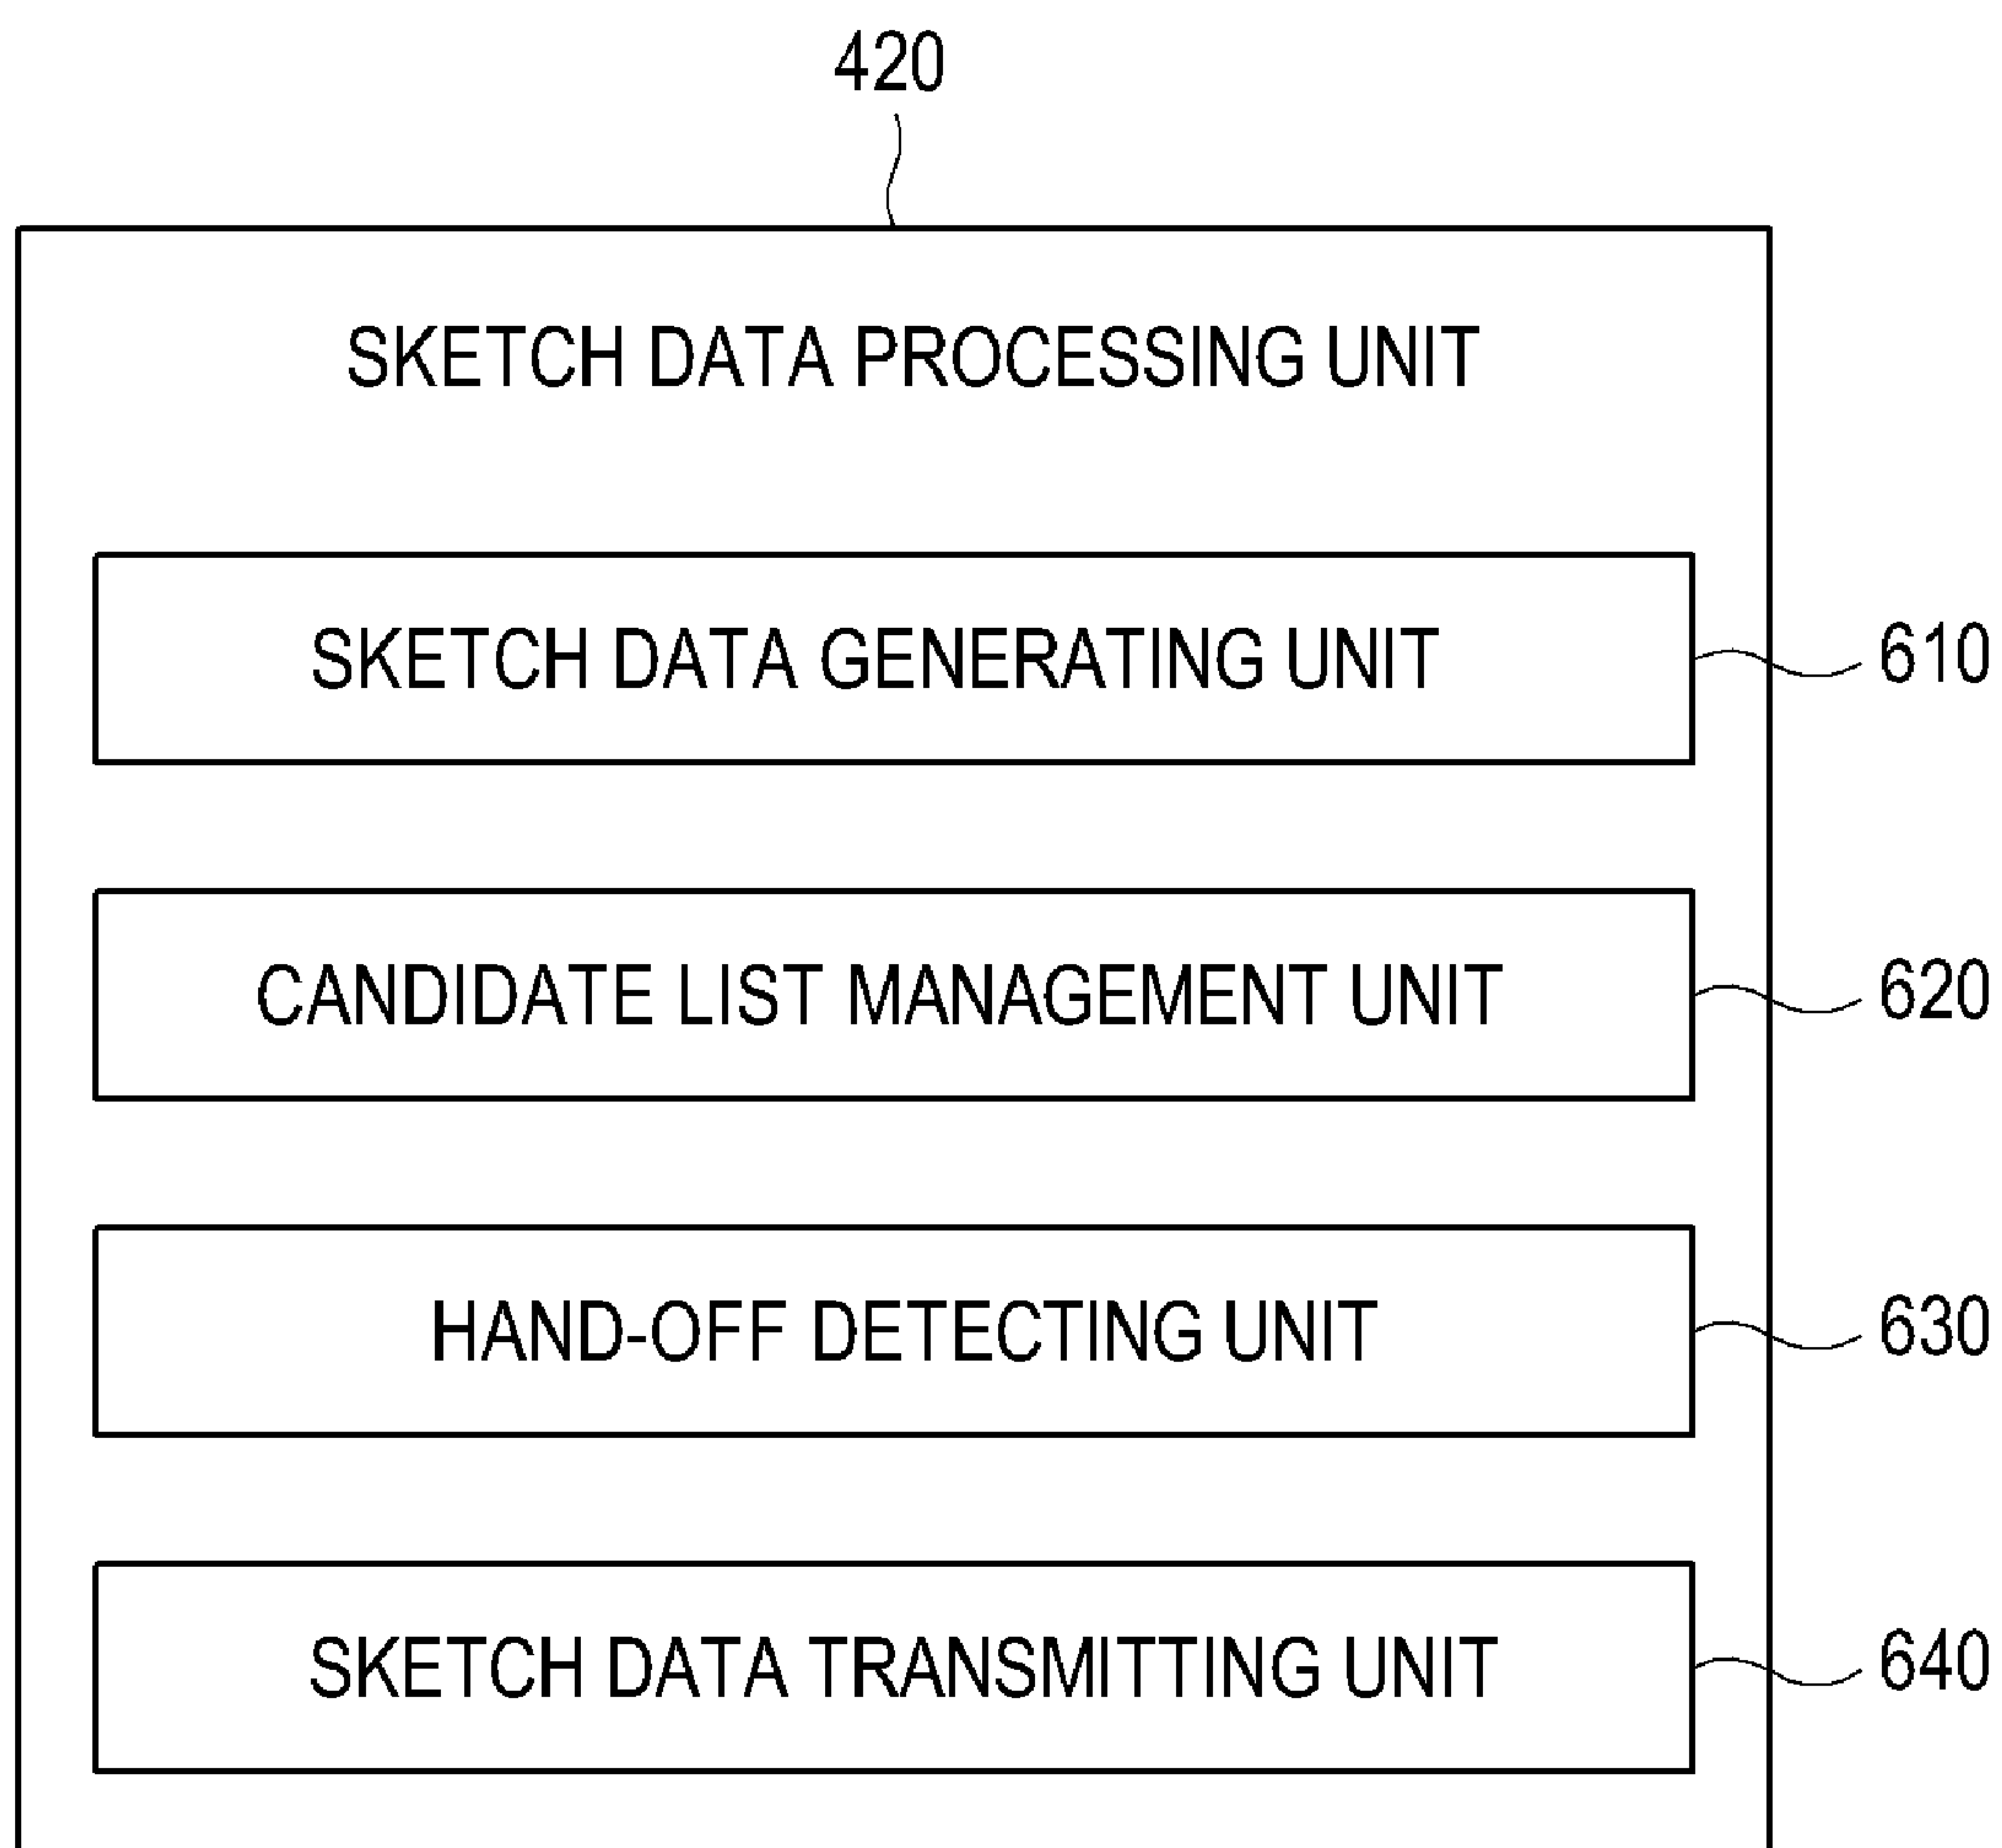 420
SKETCH DATA PROCESSING UNIT
SKETCH DATA GENERATING UNIT 610
CANDIDATE LIST MANAGEMENT UNIT 620
HAND-OFF DETECTING UNIT 630
SKETCH DATA TRANSMITTING UNIT 640